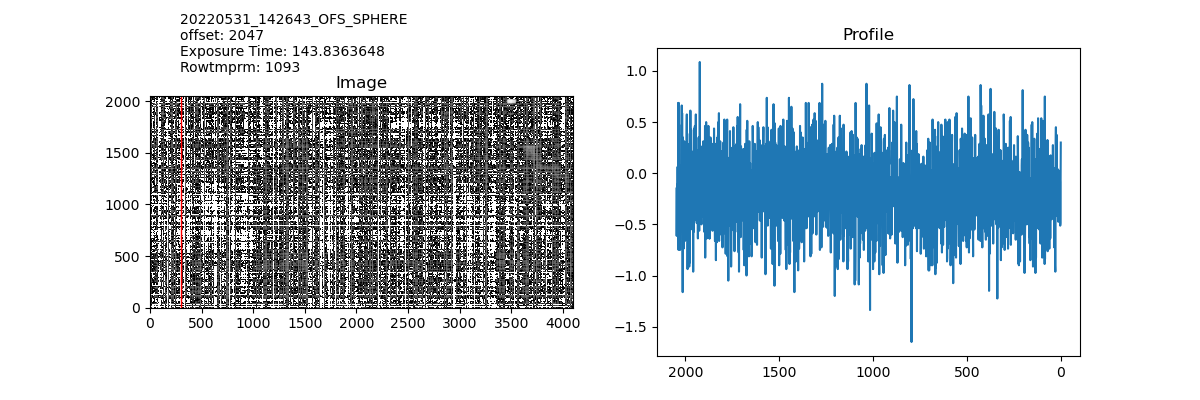 20220531_142643_OFS_SPHERE
offset: 2047
Exposure Time: 143.8363648
Rowtmprm: 1093
Image
2000
1500
1000
500
0
0 500 1000 1500 2000 2500 3000 3500 4000
Profile
1.0
0.5
0.0
−0.5
−1.0
−1.5
2000 1500 1000 500 0